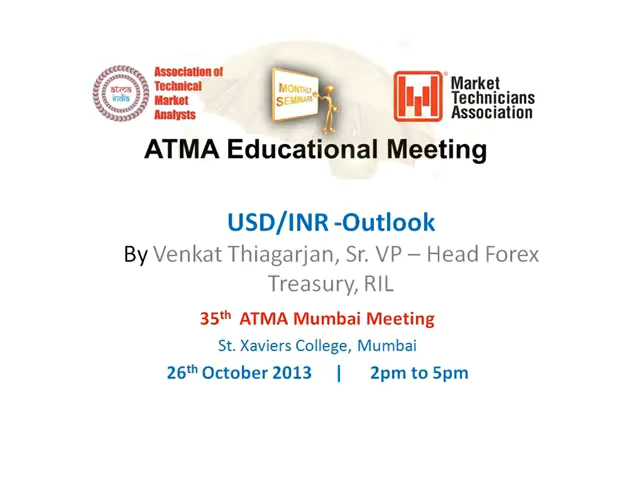 atma
india
Association of
Technical
Market
Analysts
MONTHLY
SEMINARS
Market
Technicians
Association
®
ATMA Educational Meeting
USD/INR -Outlook
By Venkat Thiagarjan, Sr. VP – Head Forex
Treasury, RIL
35th ATMA Mumbai Meeting
St. Xaviers College, Mumbai
26th October 2013 | 2pm to 5pm